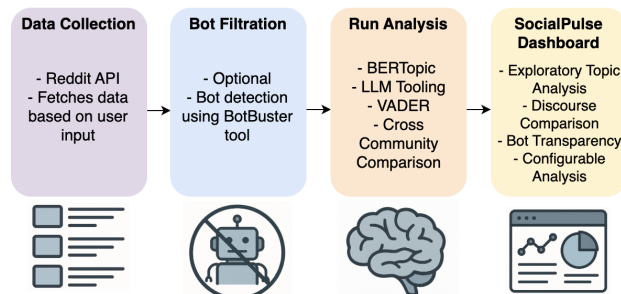 Data Collection
- Reddit API
- Fetches data
based on user
input
Bot Filtration
- Optional
- Bot detection
using BotBuster
tool
Run Analysis
- BERTopic
- LLM Tooling
- VADER
- Cross
Community
Comparison
SocialPulse
Dashboard
- Exploratory Topic
Analysis
- Discourse
Comparison
- Bot Transparency
- Configurable
Analysis